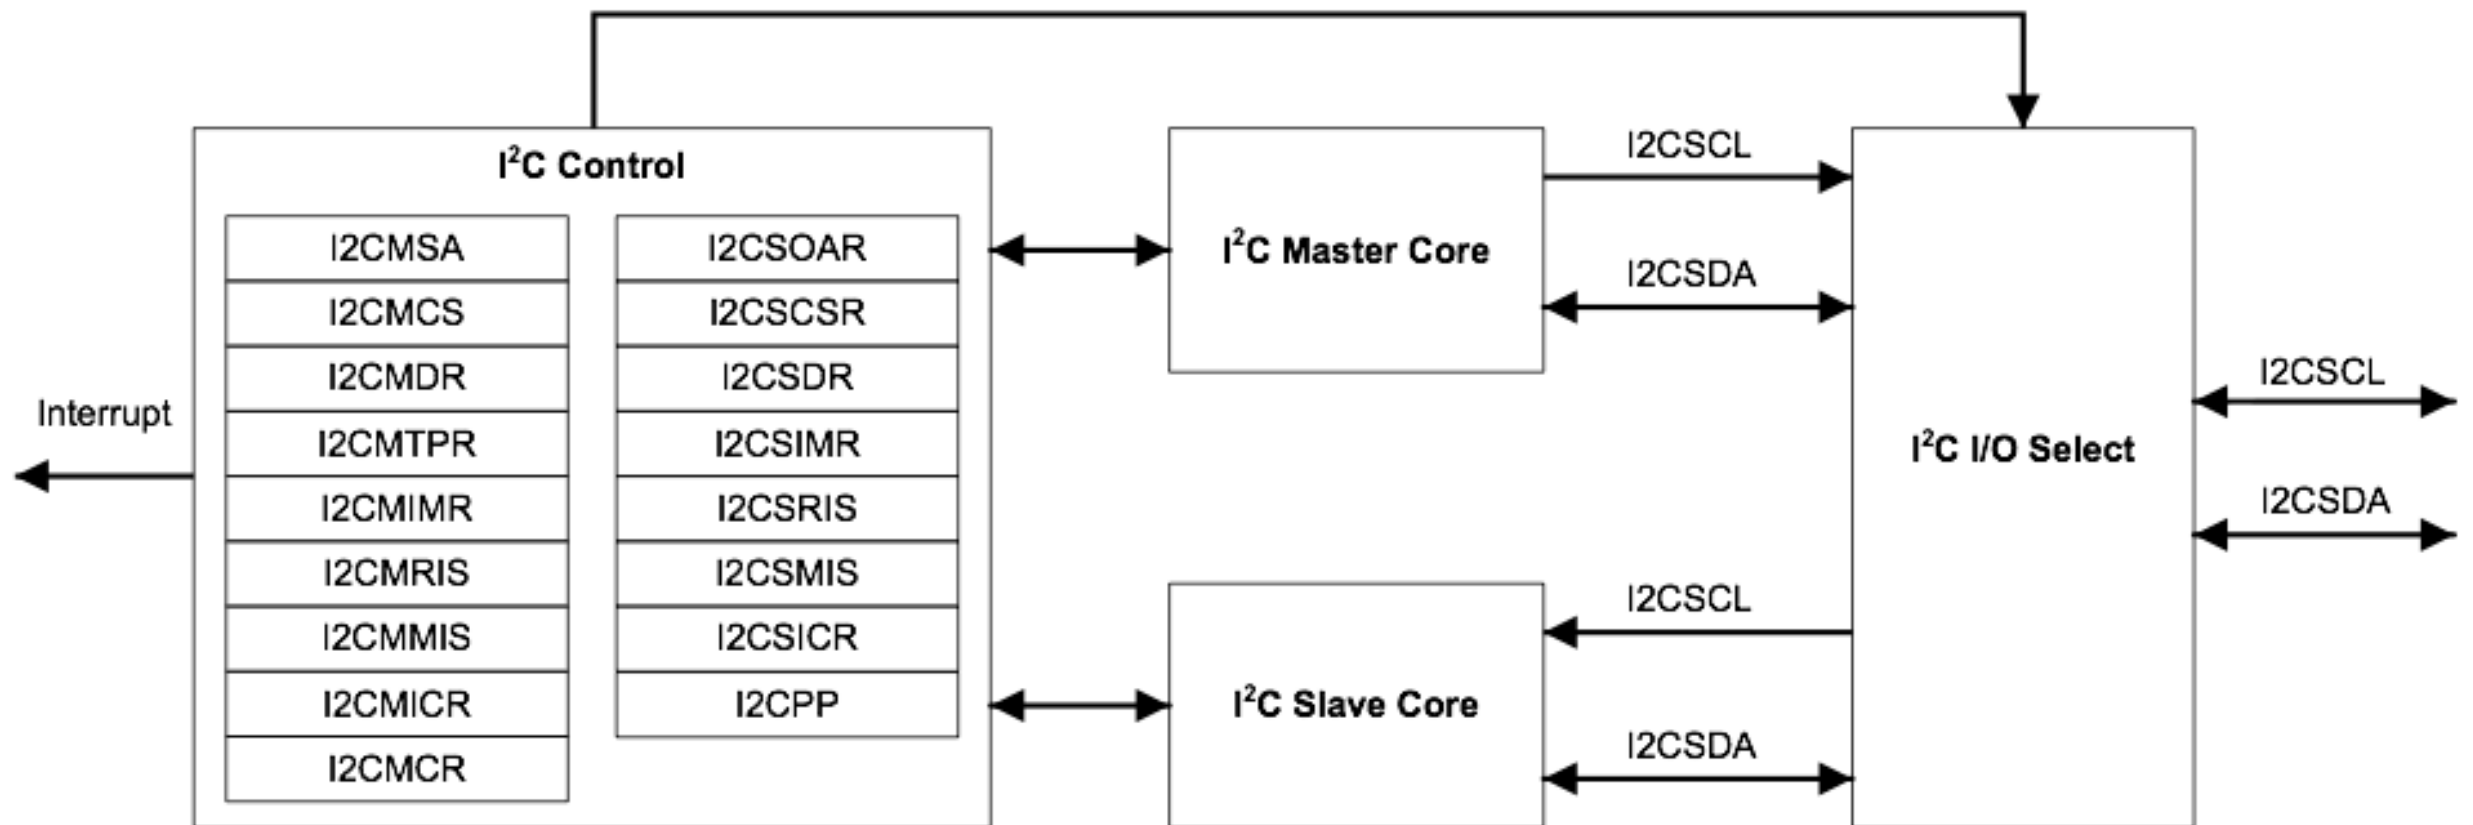 I²C Control
I2CMSA
I2CMCS
I2CMDR
I2CMTPR
I2CMIMR
I2CMRIS
I2CMMIS
I2CMICR
I2CMCR
I2CSOAR
I2CSCSR
I2CSDR
I2CSIMR
I2CSRIS
I2CSMIS
I2CSICR
I2CPP
Interrupt
I²C Master Core
I2CSCL
I2CSDA
I²C Slave Core
I2CSCL
I2CSDA
I²C I/O Select
I2CSCL
I2CSDA